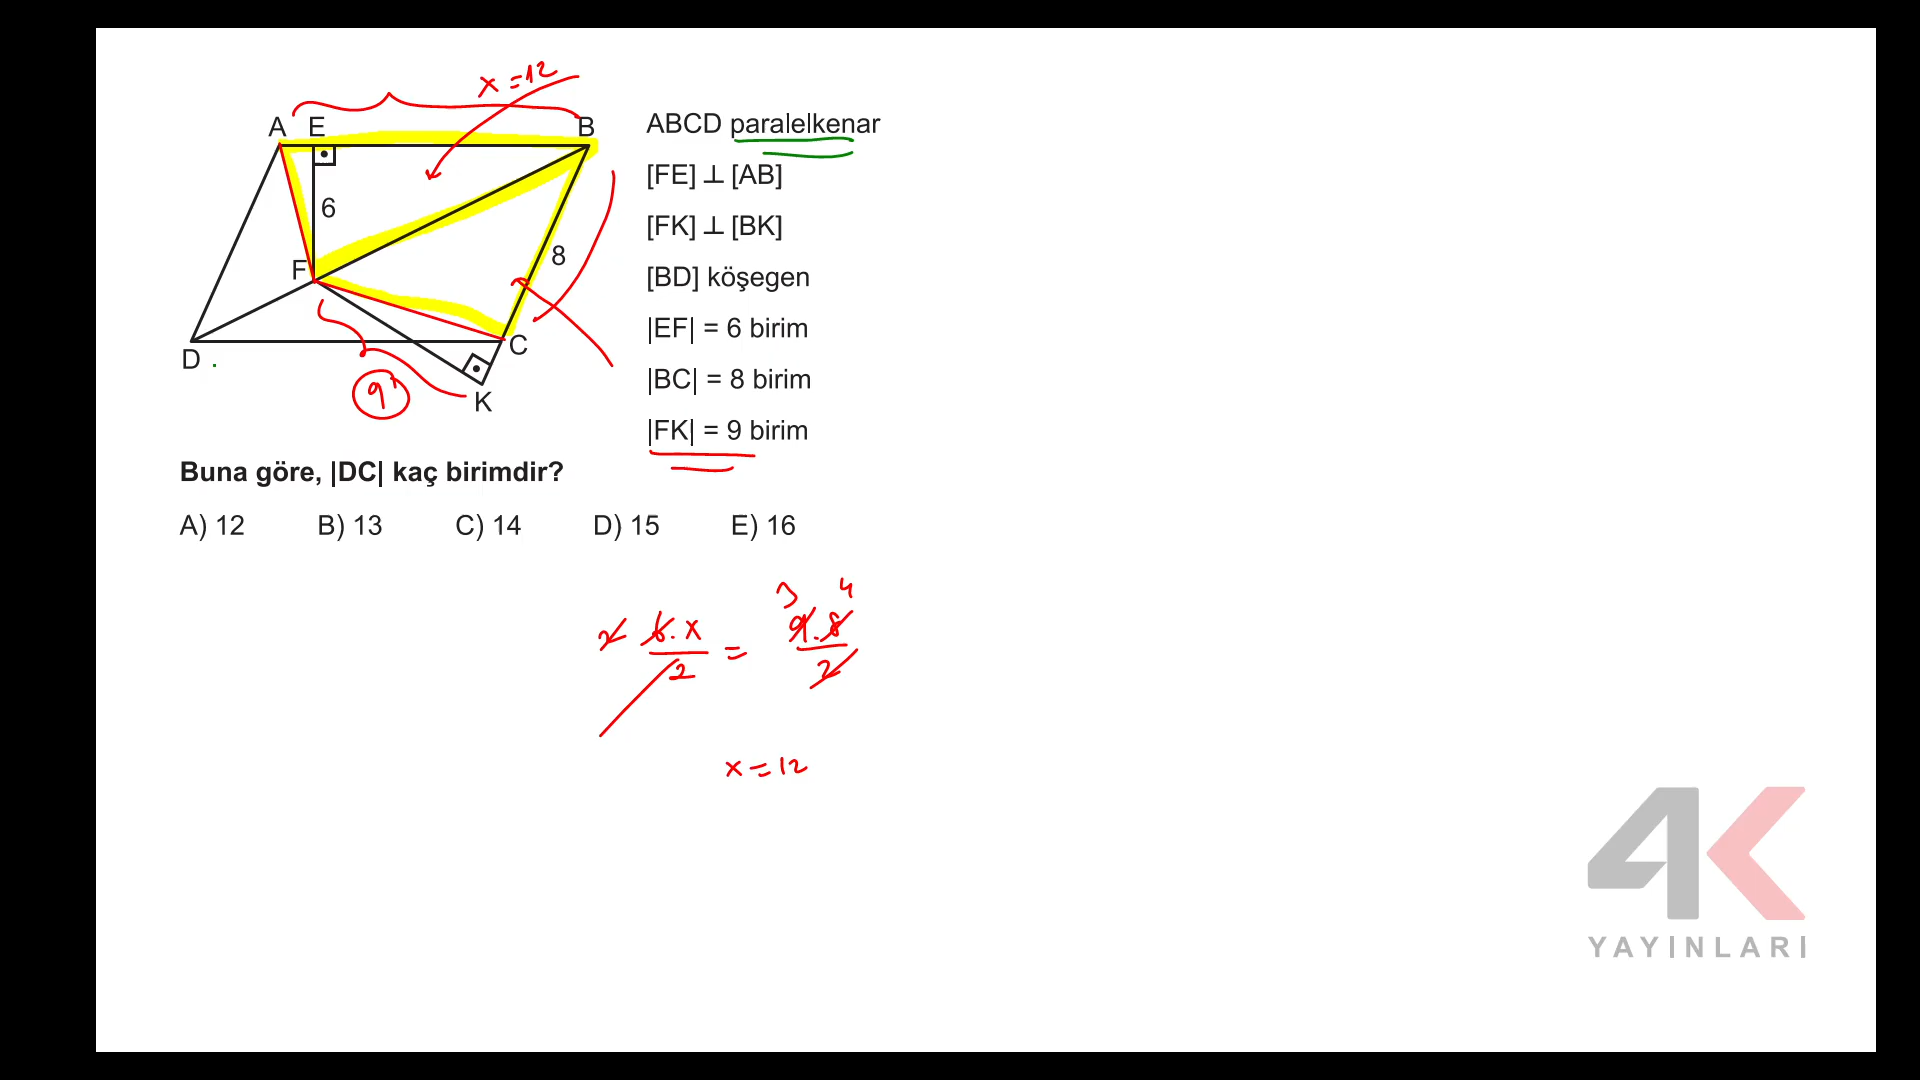 x = 12
A E B
ABCD paralelkenar
[FE] ⊥ [AB]
6
[FK] ⊥ [BK]
8
F
[BD] köşegen
|EF| = 6 birim
D
C
9
K
|BC| = 8 birim
|FK| = 9 birim
Buna göre, |DC| kaç birimdir?
A) 12 B) 13 C) 14 D) 15 E) 16
3 4
2 6 . x / 2 = 9 . 8 / 2
x = 12
4K
YAYINLARI